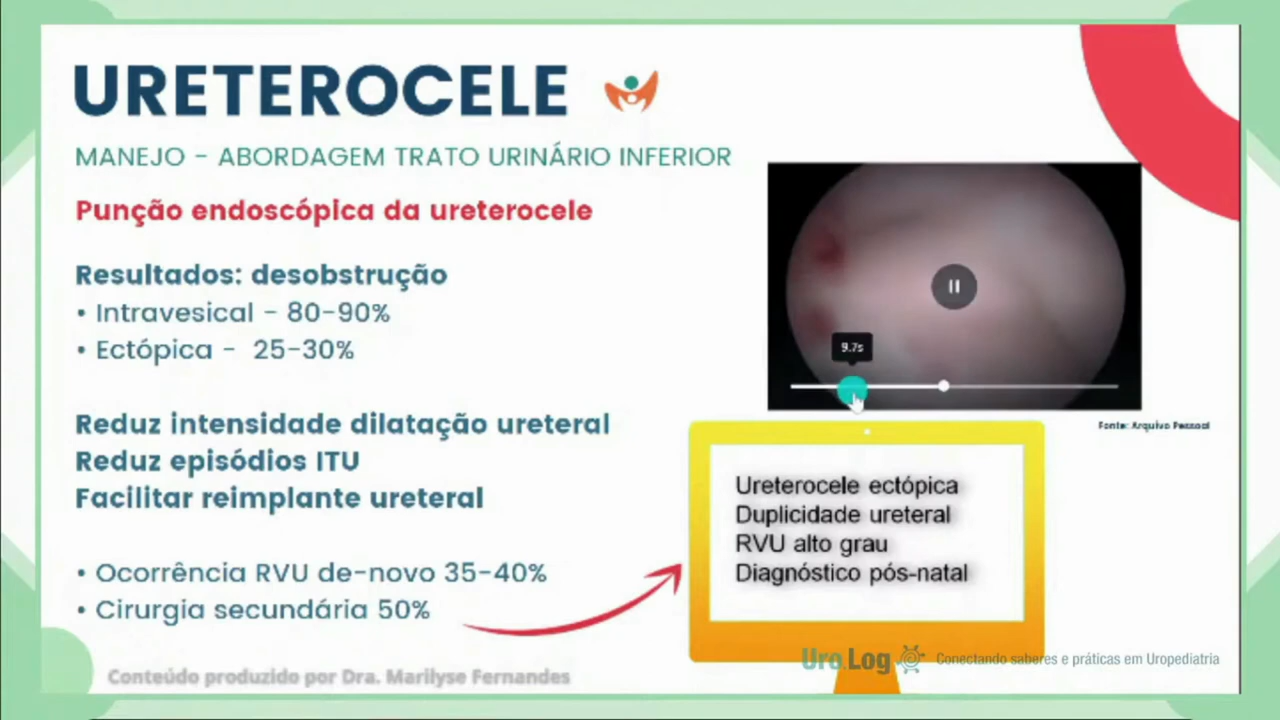 URETEROCELE
MANEJO - ABORDAGEM TRATO URINÁRIO INFERIOR
Punção endoscópica da ureterocele
Resultados: desobstrução
• Intravesical - 80-90%
• Ectópica - 25-30%
Reduz intensidade dilatação ureteral
Reduz episódios ITU
Facilitar reimplante ureteral
• Ocorrência RVU de-novo 35-40%
• Cirurgia secundária 50%
9.7s
Fonte: Arquivo Pessoal
Ureterocele ectópica
Duplicidade ureteral
RVU alto grau
Diagnóstico pós-natal
Uro.Log Conectando saberes e práticas em Uropediatria
Conteúdo produzido por Dra. Marilyse Fernandes